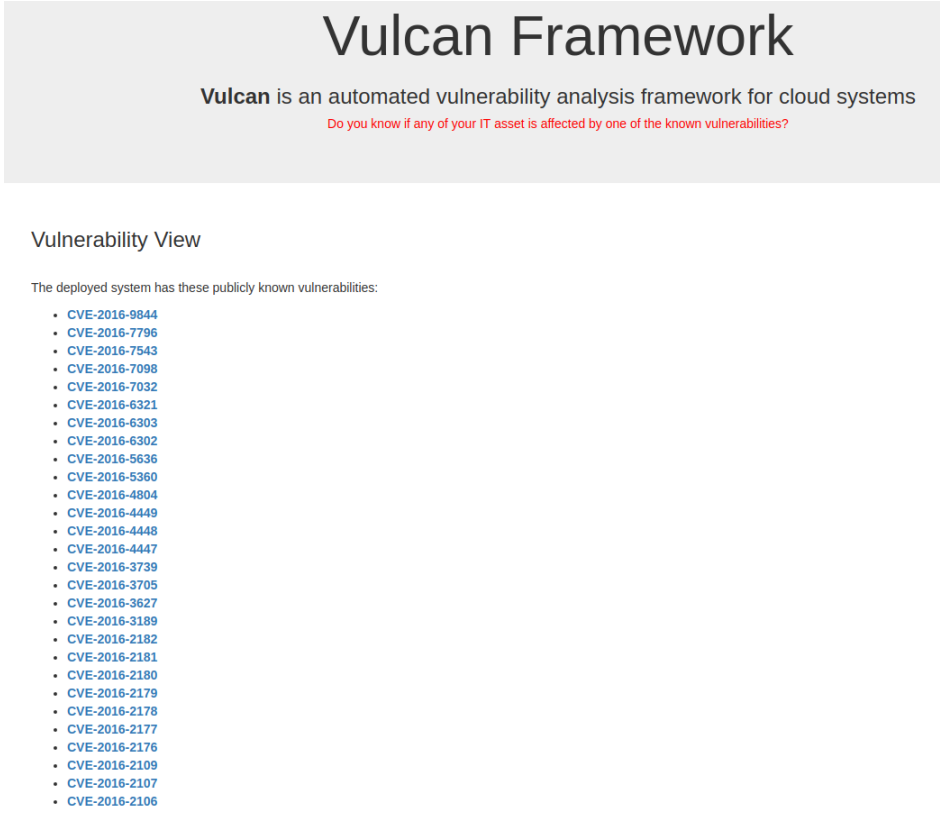 Vulcan Framework
Vulcan is an automated vulnerability analysis framework for cloud systems
Do you know if any of your IT asset is affected by one of the known vulnerabilities?
Vulnerability View
The deployed system has these publicly known vulnerabilities:
• CVE-2016-9844
• CVE-2016-7796
• CVE-2016-7543
• CVE-2016-7098
• CVE-2016-7032
• CVE-2016-6321
• CVE-2016-6303
• CVE-2016-6302
• CVE-2016-5636
• CVE-2016-5360
• CVE-2016-4804
• CVE-2016-4449
• CVE-2016-4448
• CVE-2016-4447
• CVE-2016-3739
• CVE-2016-3705
• CVE-2016-3627
• CVE-2016-3189
• CVE-2016-2182
• CVE-2016-2181
• CVE-2016-2180
• CVE-2016-2179
• CVE-2016-2178
• CVE-2016-2177
• CVE-2016-2176
• CVE-2016-2109
• CVE-2016-2107
• CVE-2016-2106